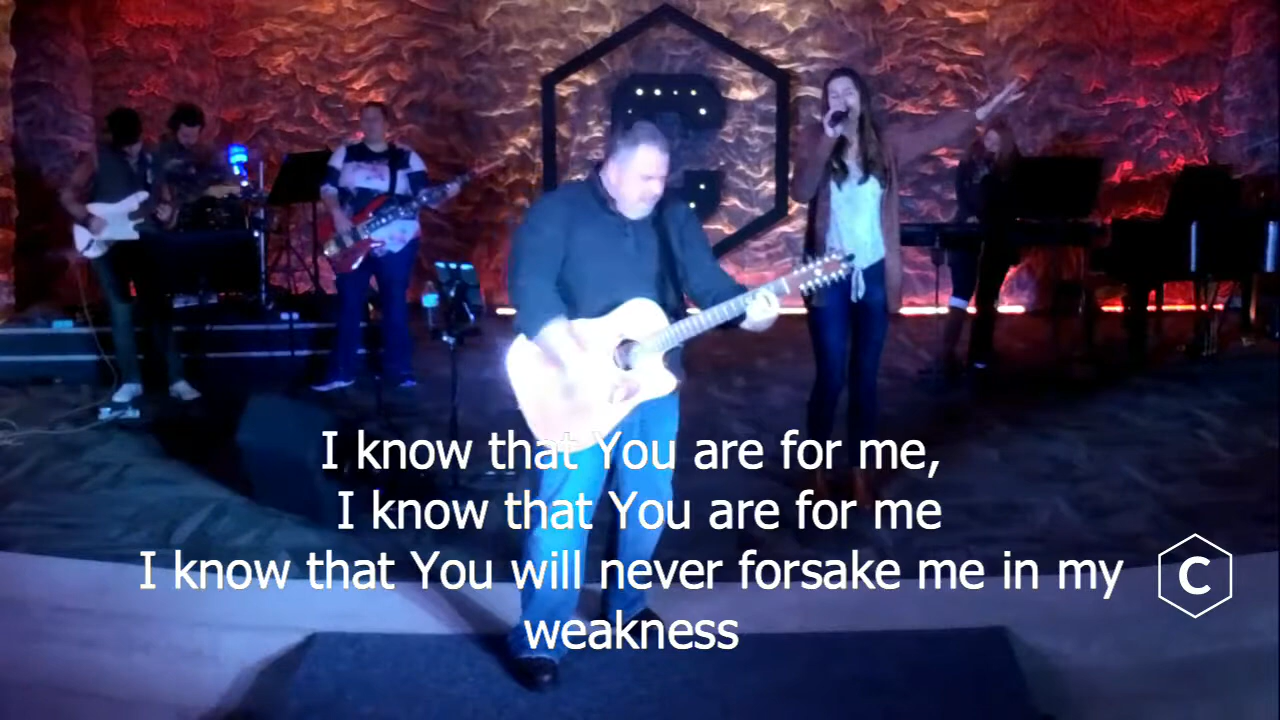 I know that You are for me,
I know that You are for me
I know that You will never forsake me in my
weakness
C